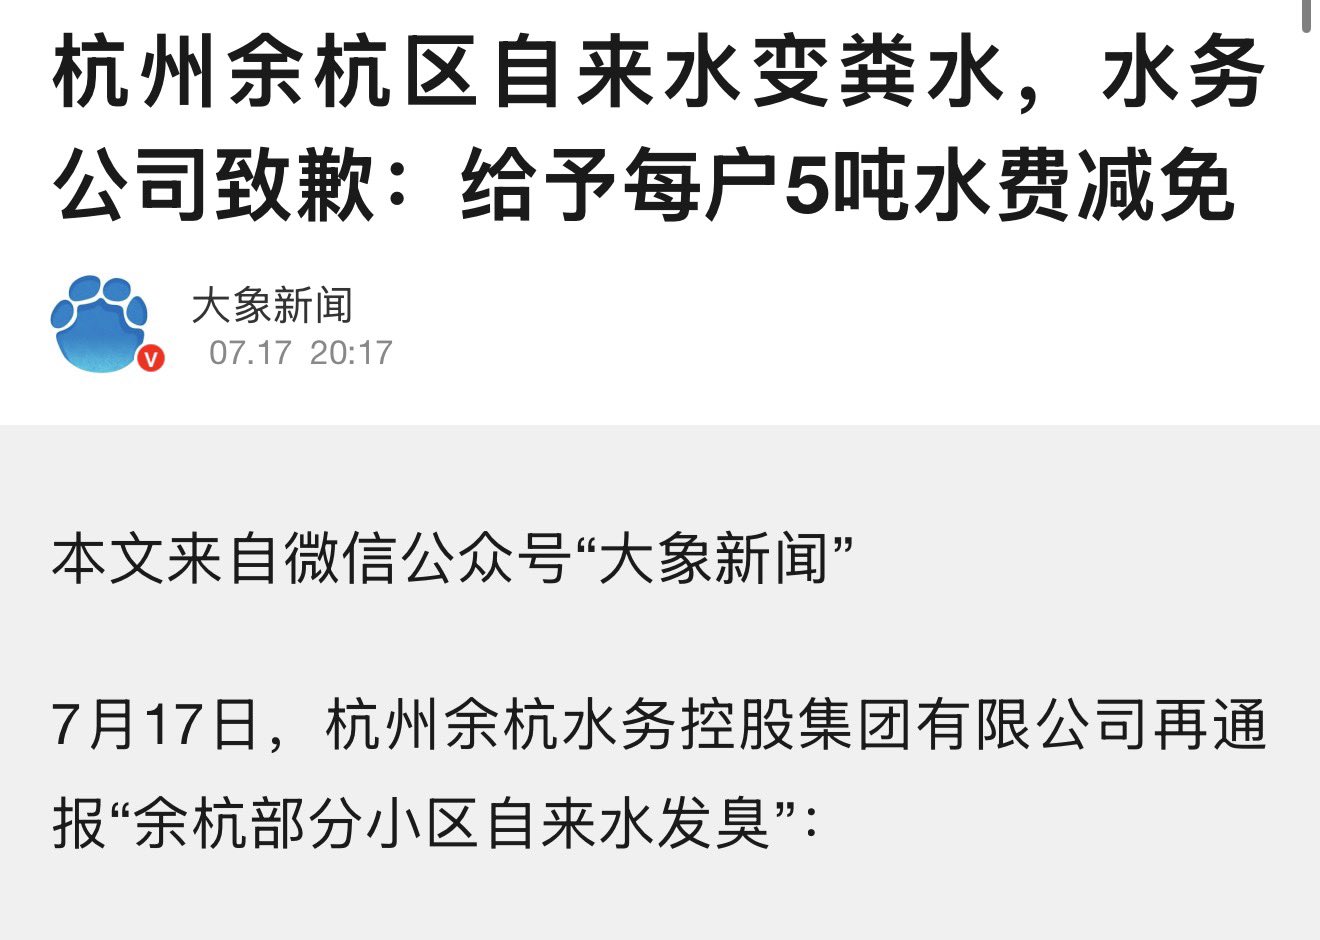 杭州余杭区自来水变粪水，水务
公司致歉：给予每户5吨水费减免
大象新闻
07.17 20:17
本文来自微信公众号“大象新闻”
7月17日，杭州余杭水务控股集团有限公司再通
报“余杭部分小区自来水发臭”：